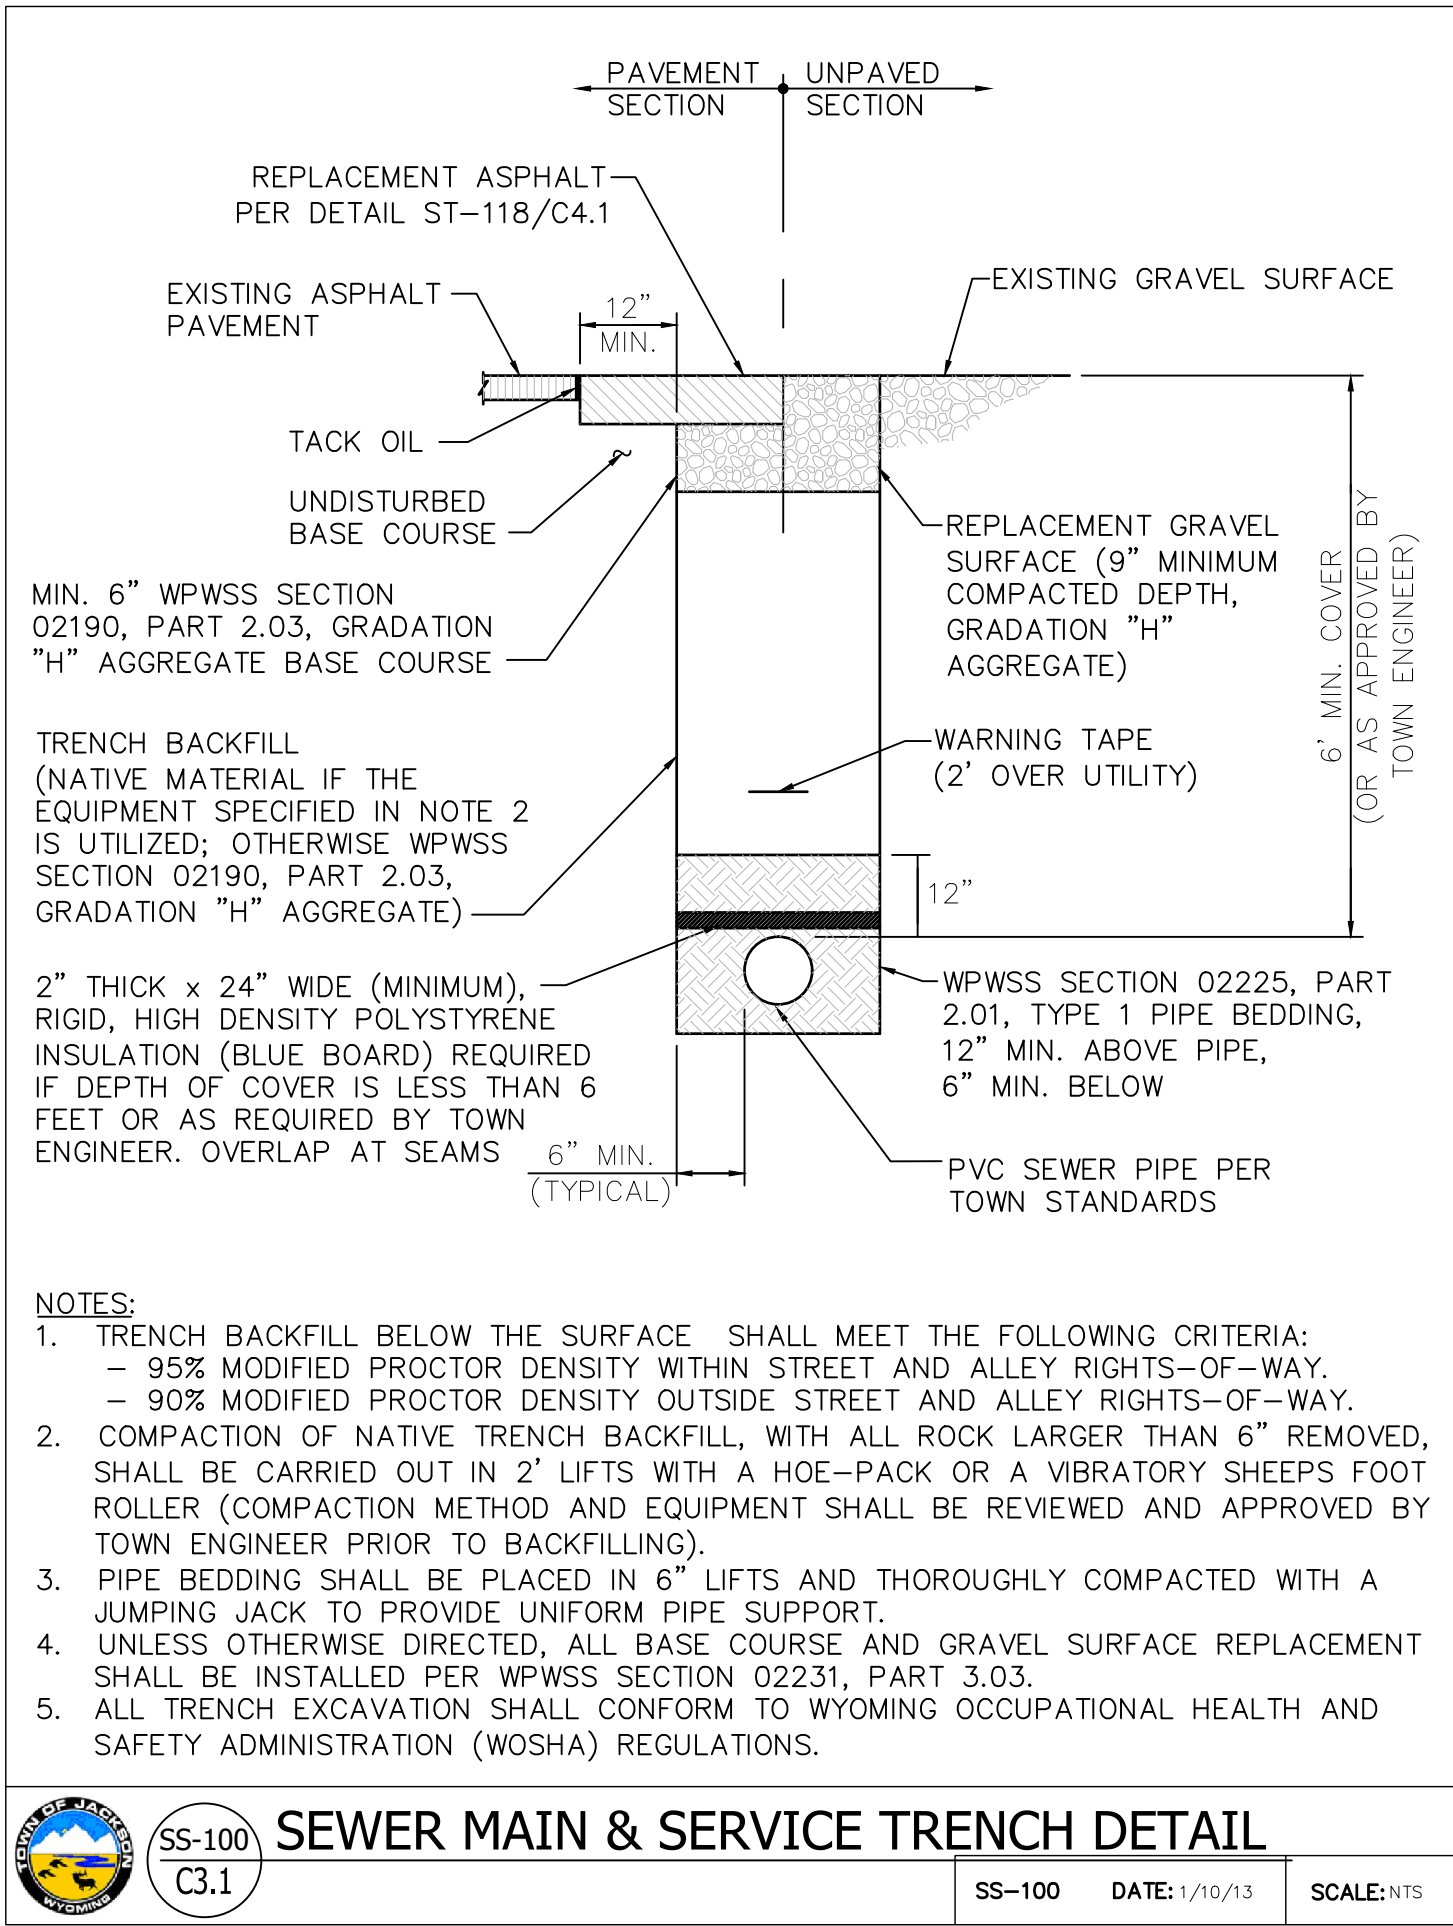 PAVEMENT
SECTION
UNPAVED
SECTION
REPLACEMENT ASPHALT
PER DETAIL ST-118/C4.1
EXISTING ASPHALT
PAVEMENT
12"
MIN.
EXISTING GRAVEL SURFACE
TACK OIL
UNDISTURBED
BASE COURSE
MIN. 6" WPWSS SECTION
02190, PART 2.03, GRADATION
"H" AGGREGATE BASE COURSE
REPLACEMENT GRAVEL
SURFACE (9" MINIMUM
COMPACTED DEPTH,
GRADATION "H"
AGGREGATE)
6' MIN. COVER
(OR AS APPROVED BY
TOWN ENGINEER)
TRENCH BACKFILL
(NATIVE MATERIAL IF THE
EQUIPMENT SPECIFIED IN NOTE 2
IS UTILIZED; OTHERWISE WPWSS
SECTION 02190, PART 2.03,
GRADATION "H" AGGREGATE)
WARNING TAPE
(2' OVER UTILITY)
12"
2" THICK x 24" WIDE (MINIMUM),
RIGID, HIGH DENSITY POLYSTYRENE
INSULATION (BLUE BOARD) REQUIRED
IF DEPTH OF COVER IS LESS THAN 6
FEET OR AS REQUIRED BY TOWN
ENGINEER. OVERLAP AT SEAMS
WPWSS SECTION 02225, PART
2.01, TYPE 1 PIPE BEDDING,
12" MIN. ABOVE PIPE,
6" MIN. BELOW
6" MIN.
(TYPICAL)
PVC SEWER PIPE PER
TOWN STANDARDS
NOTES:
1. TRENCH BACKFILL BELOW THE SURFACE SHALL MEET THE FOLLOWING CRITERIA:
- 95% MODIFIED PROCTOR DENSITY WITHIN STREET AND ALLEY RIGHTS-OF-WAY.
- 90% MODIFIED PROCTOR DENSITY OUTSIDE STREET AND ALLEY RIGHTS-OF-WAY.
2. COMPACTION OF NATIVE TRENCH BACKFILL, WITH ALL ROCK LARGER THAN 6" REMOVED,
SHALL BE CARRIED OUT IN 2' LIFTS WITH A HOE-PACK OR A VIBRATORY SHEEPS FOOT
ROLLER (COMPACTION METHOD AND EQUIPMENT SHALL BE REVIEWED AND APPROVED BY
TOWN ENGINEER PRIOR TO BACKFILLING).
3. PIPE BEDDING SHALL BE PLACED IN 6" LIFTS AND THOROUGHLY COMPACTED WITH A
JUMPING JACK TO PROVIDE UNIFORM PIPE SUPPORT.
4. UNLESS OTHERWISE DIRECTED, ALL BASE COURSE AND GRAVEL SURFACE REPLACEMENT
SHALL BE INSTALLED PER WPWSS SECTION 02231, PART 3.03.
5. ALL TRENCH EXCAVATION SHALL CONFORM TO WYOMING OCCUPATIONAL HEALTH AND
SAFETY ADMINISTRATION (WOSHA) REGULATIONS.
TOWN OF JACKSON
WYOMING
SS-100
C3.1
SEWER MAIN & SERVICE TRENCH DETAIL
SS-100 DATE: 1/10/13 SCALE: NTS